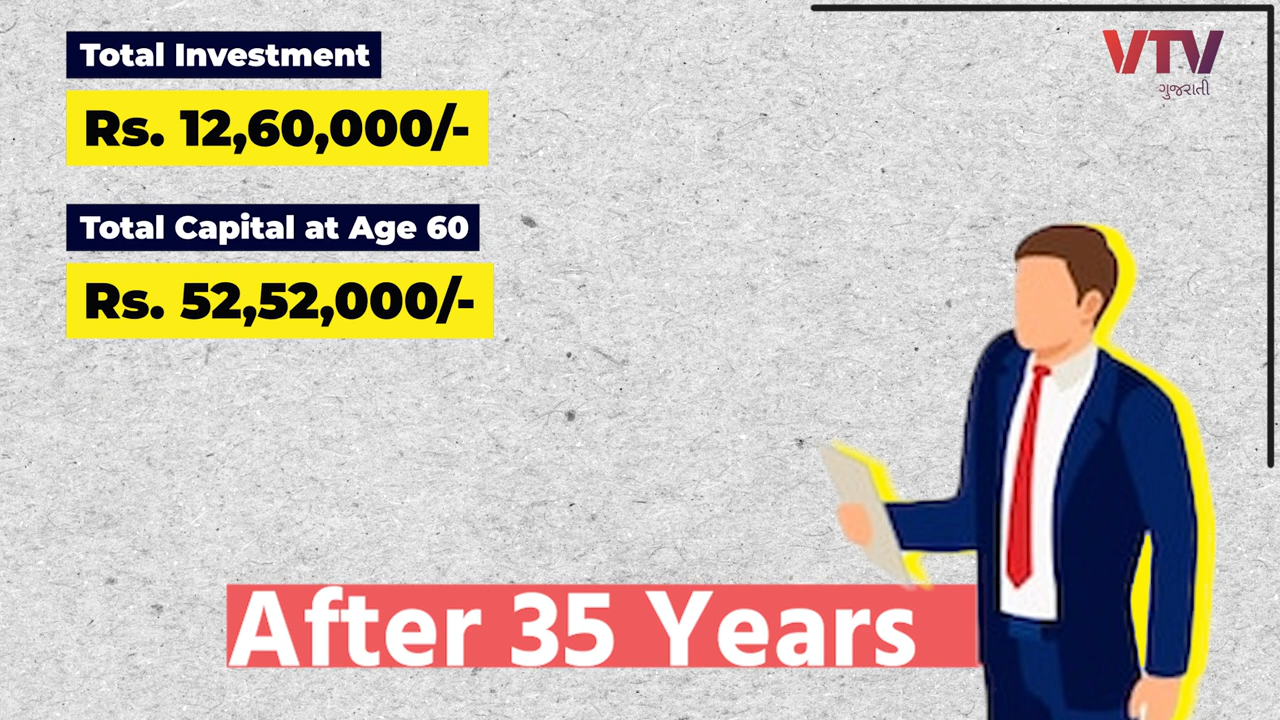 Total Investment
Rs. 12,60,000/-
Total Capital at Age 60
Rs. 52,52,000/-
After 35 Years
VTV
ગુજરાતી